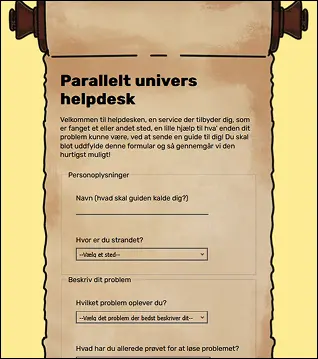 Parallelt univers
helpdesk
Velkommen til helpdesken, en service der tilbyder dig, som
er fanget et eller andet sted, en lille hjælp til hva' enden dit
problem kunne være, ved at sende en guide til dig! Du skal
blot uddfylde denne formular og så gennemgår vi den
hurtigst muligt!
Personoplysninger
Navn (hvad skal guiden kalde dig?)
Hvor er du strandet?
--Vælg et sted--
Beskriv dit problem
Hvilket problem oplever du?
--Vælg det problem der bedst beskriver dit--
Hvad har du allerede prøvet for at løse problemet?